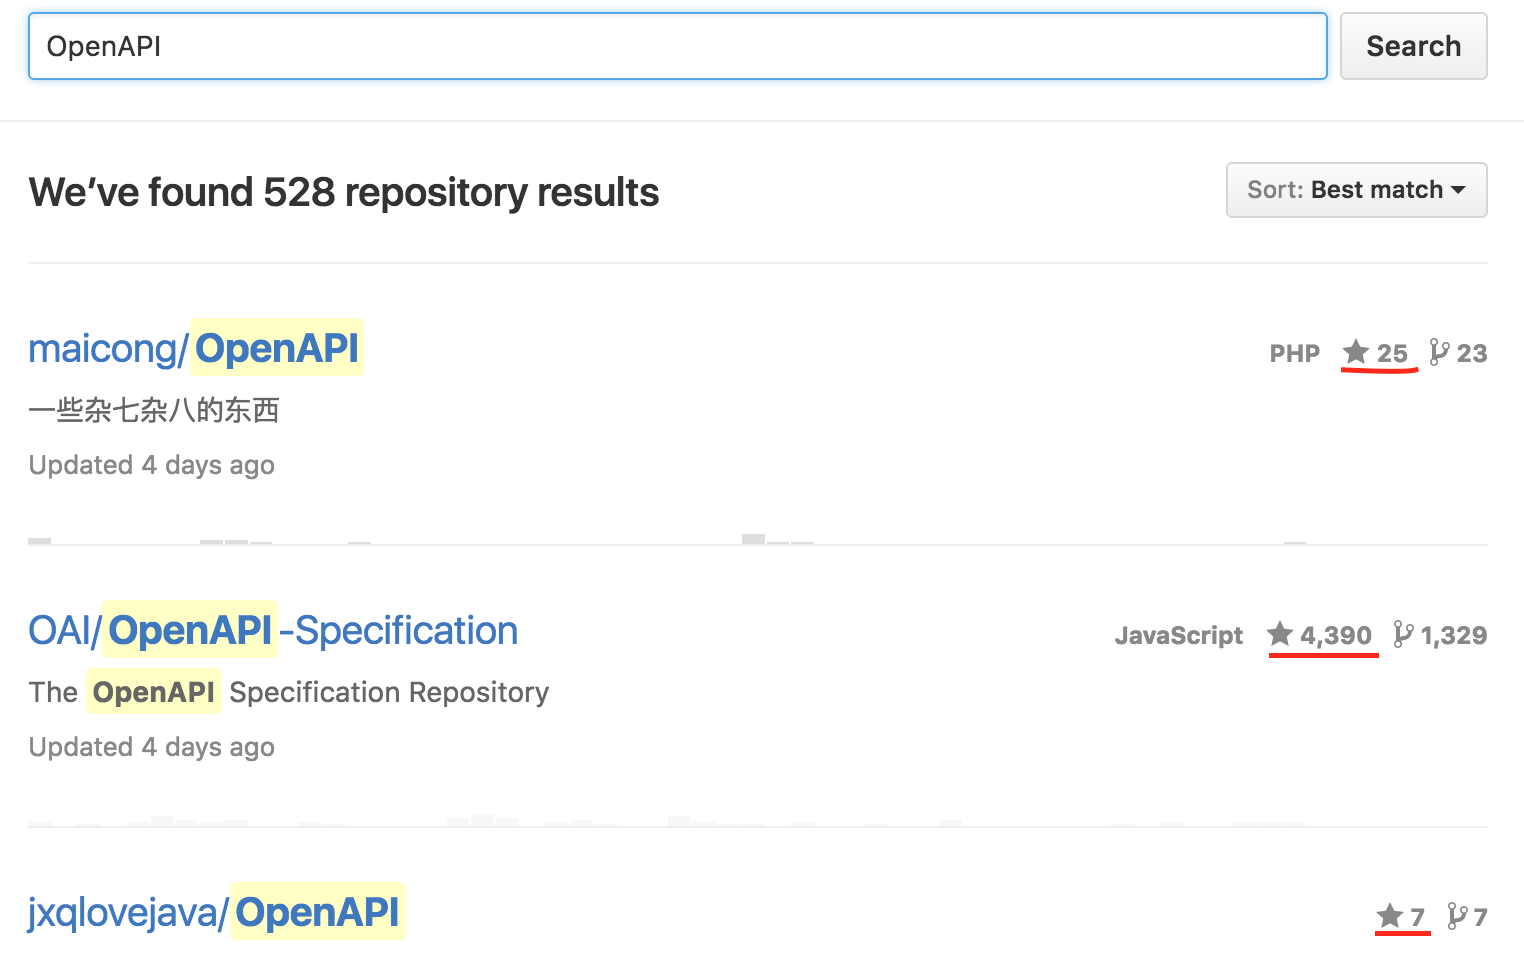 OpenAPI Search
We’ve found 528 repository results Sort: Best match
maicong/OpenAPI PHP 25 23
一些杂七杂八的东西
Updated 4 days ago
OAI/OpenAPI-Specification JavaScript 4,390 1,329
The OpenAPI Specification Repository
Updated 4 days ago
jxqlovejava/OpenAPI 7 7